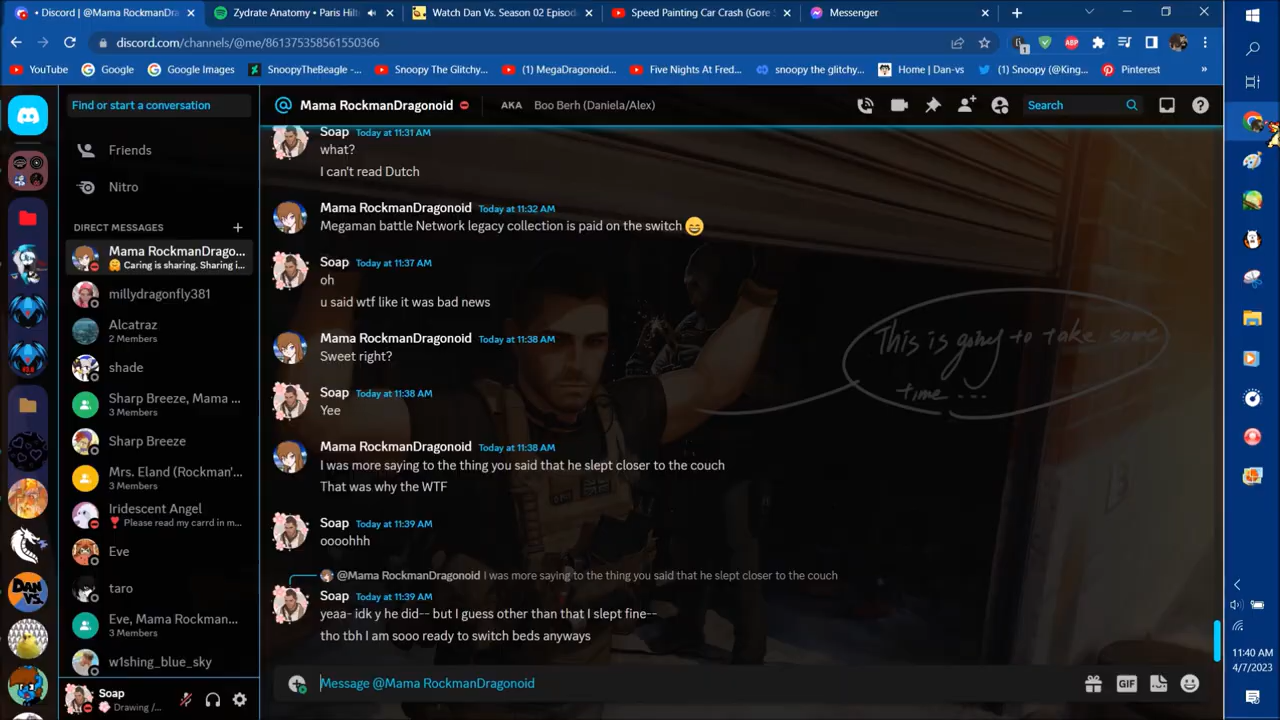 Discord | @Mama RockmanDra
Zydrate Anatomy • Paris Hilt
Watch Dan Vs. Season 02 Episod
Speed Painting Car Crash (Gore S
Messenger
discord.com/channels/@me/861375358561550366
YouTube
Google
Google Images
SnoopyTheBeagle -...
Snoopy The Glitchy...
(1) MegaDragonoid...
Five Nights At Fred...
snoopy the glitchy...
Home | Dan-vs
(1) Snoopy (@King...
Pinterest
»
Find or start a conversation
Mama RockmanDragonoid
AKA Boo Berh (Daniela/Alex)
Search
Friends
Nitro
DIRECT MESSAGES
Mama RockmanDrago...
🤗 Caring is sharing. Sharing i...
millydragonfly381
Alcatraz
2 Members
shade
Sharp Breeze, Mama ...
3 Members
Sharp Breeze
Mrs. Eland (Rockman'...
3 Members
Iridescent Angel
❣ Please read my carrd in m...
Eve
taro
Eve, Mama Rockman...
3 Members
w1shing_blue_sky
Soap
Drawing /...
Soap Today at 11:31 AM
what?
I can't read Dutch
Mama RockmanDragonoid Today at 11:32 AM
Megaman battle Network legacy collection is paid on the switch 😄
Soap Today at 11:37 AM
oh
u said wtf like it was bad news
Mama RockmanDragonoid Today at 11:38 AM
Sweet right?
Soap Today at 11:38 AM
Yee
Mama RockmanDragonoid Today at 11:38 AM
I was more saying to the thing you said that he slept closer to the couch
That was why the WTF
Soap Today at 11:39 AM
oooohhh
@Mama RockmanDragonoid I was more saying to the thing you said that he slept closer to the couch
Soap Today at 11:39 AM
yeaa- idk y he did-- but I guess other than that I slept fine--
tho tbh I am sooo ready to switch beds anyways
Message @Mama RockmanDragonoid
GIF
This is going to take some
time ...
11:40 AM
4/7/2023